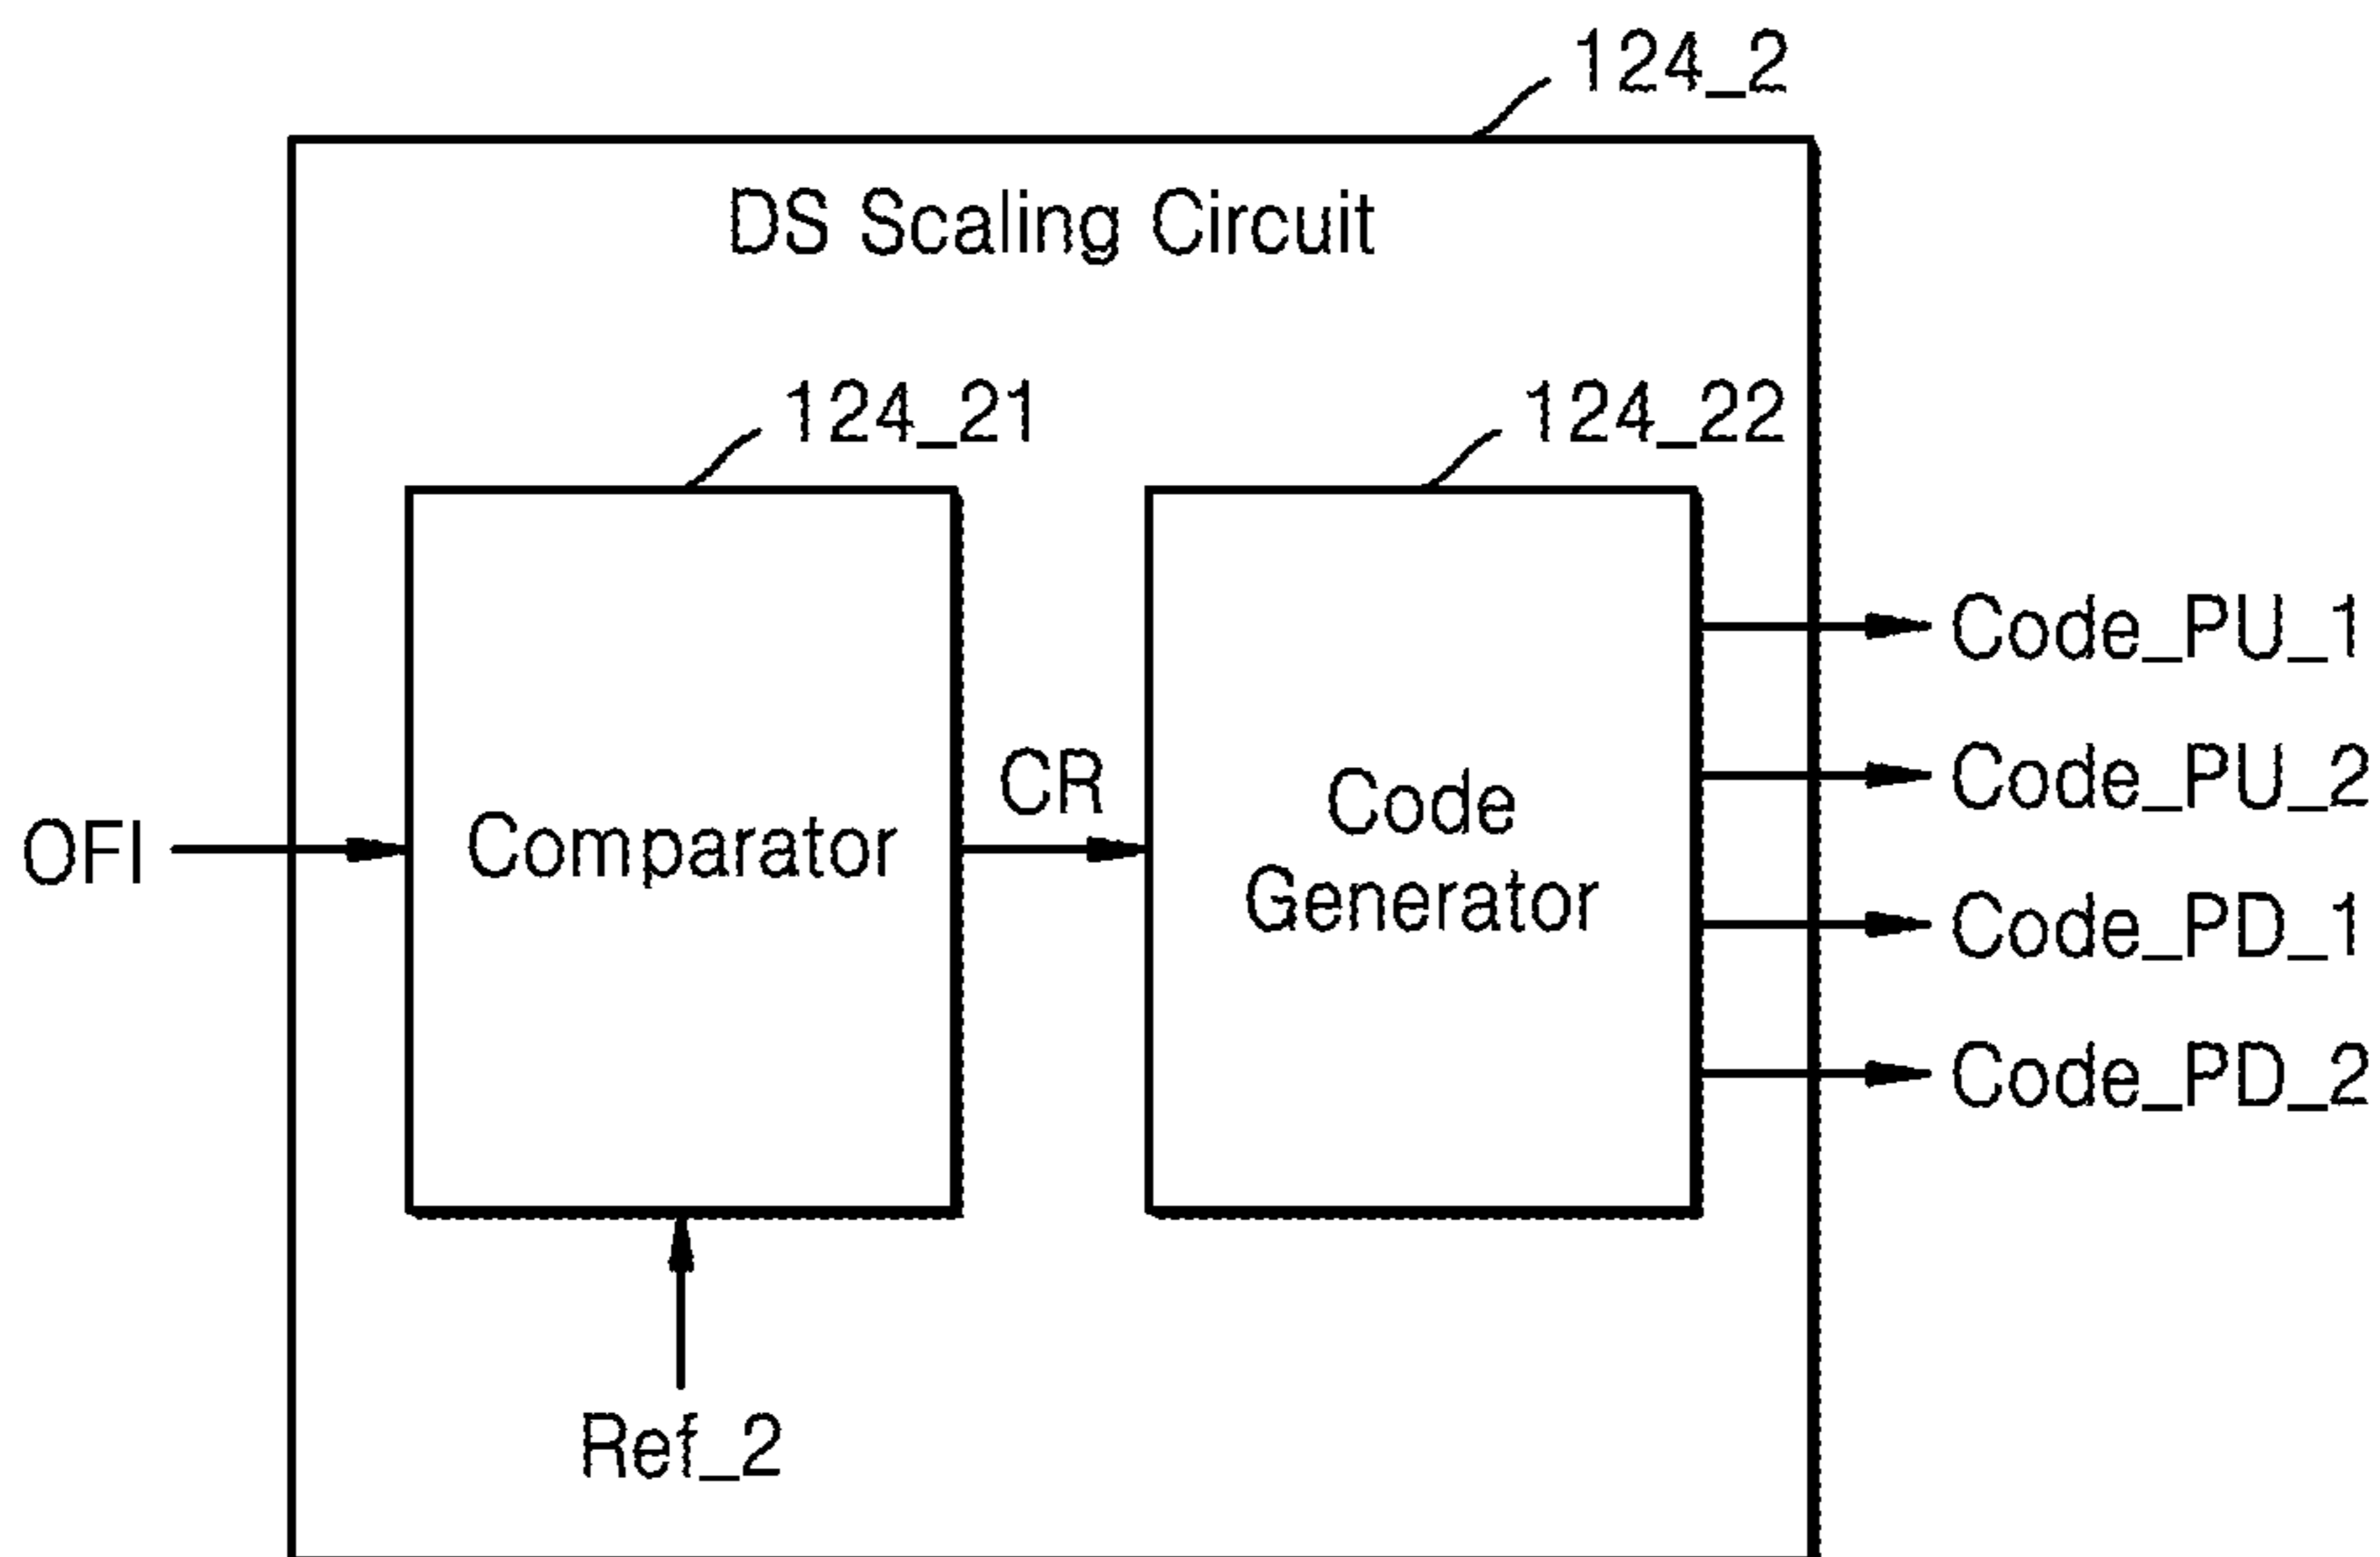 124_2
DS Scaling Circuit
124_21
124_22
Code_PU_1
CR
Code_PU_2
OFI
Comparator
Code
Generator
Code_PD_1
Code_PD_2
Ref_2